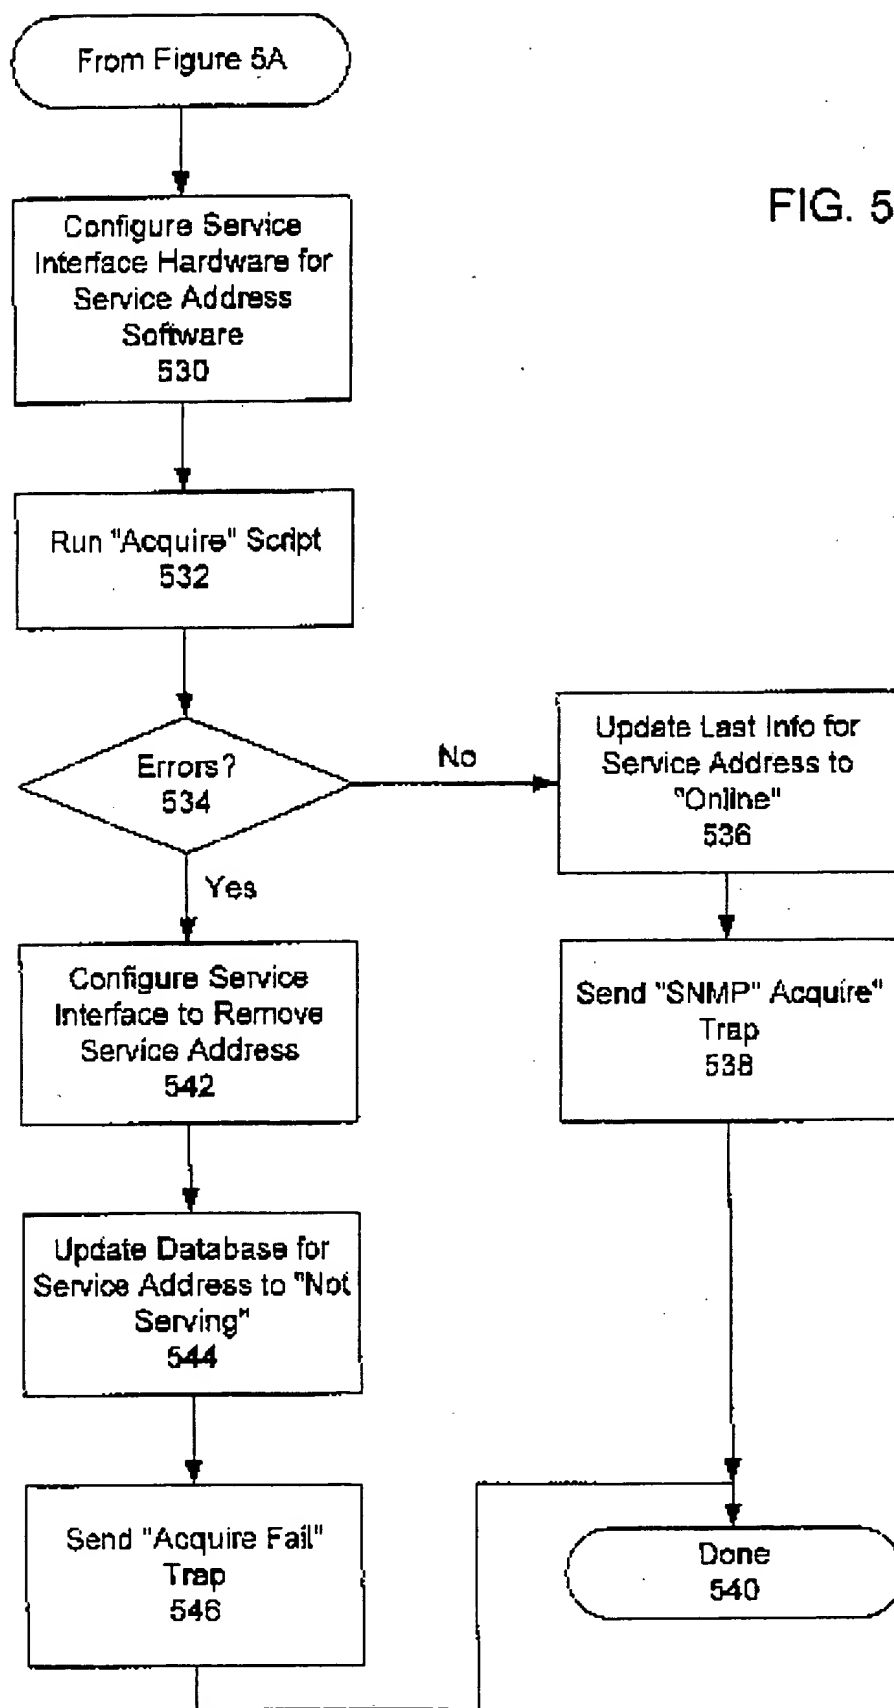 From Figure 5A
FIG. 5
Configure Service
Interface Hardware for
Service Address
Software
530
Run "Acquire" Script
532
Errors?
534
No
Yes
Update Last Info for
Service Address to
"Online"
536
Send "SNMP" Acquire"
Trap
538
Configure Service
Interface to Remove
Service Address
542
Update Database for
Service Address to "Not
Serving"
544
Send "Acquire Fail"
Trap
546
Done
540